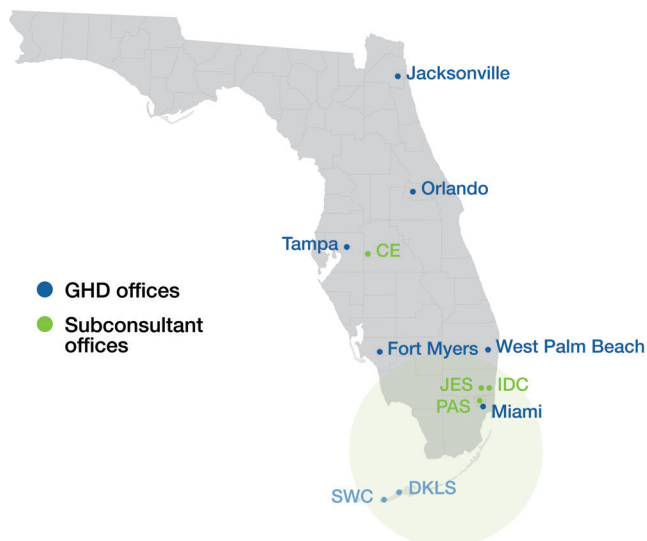 Jacksonville
Orlando
Tampa
CE
GHD offices
Subconsultant
offices
Fort Myers
West Palm Beach
JES
IDC
PAS
Miami
DKLS
SWC